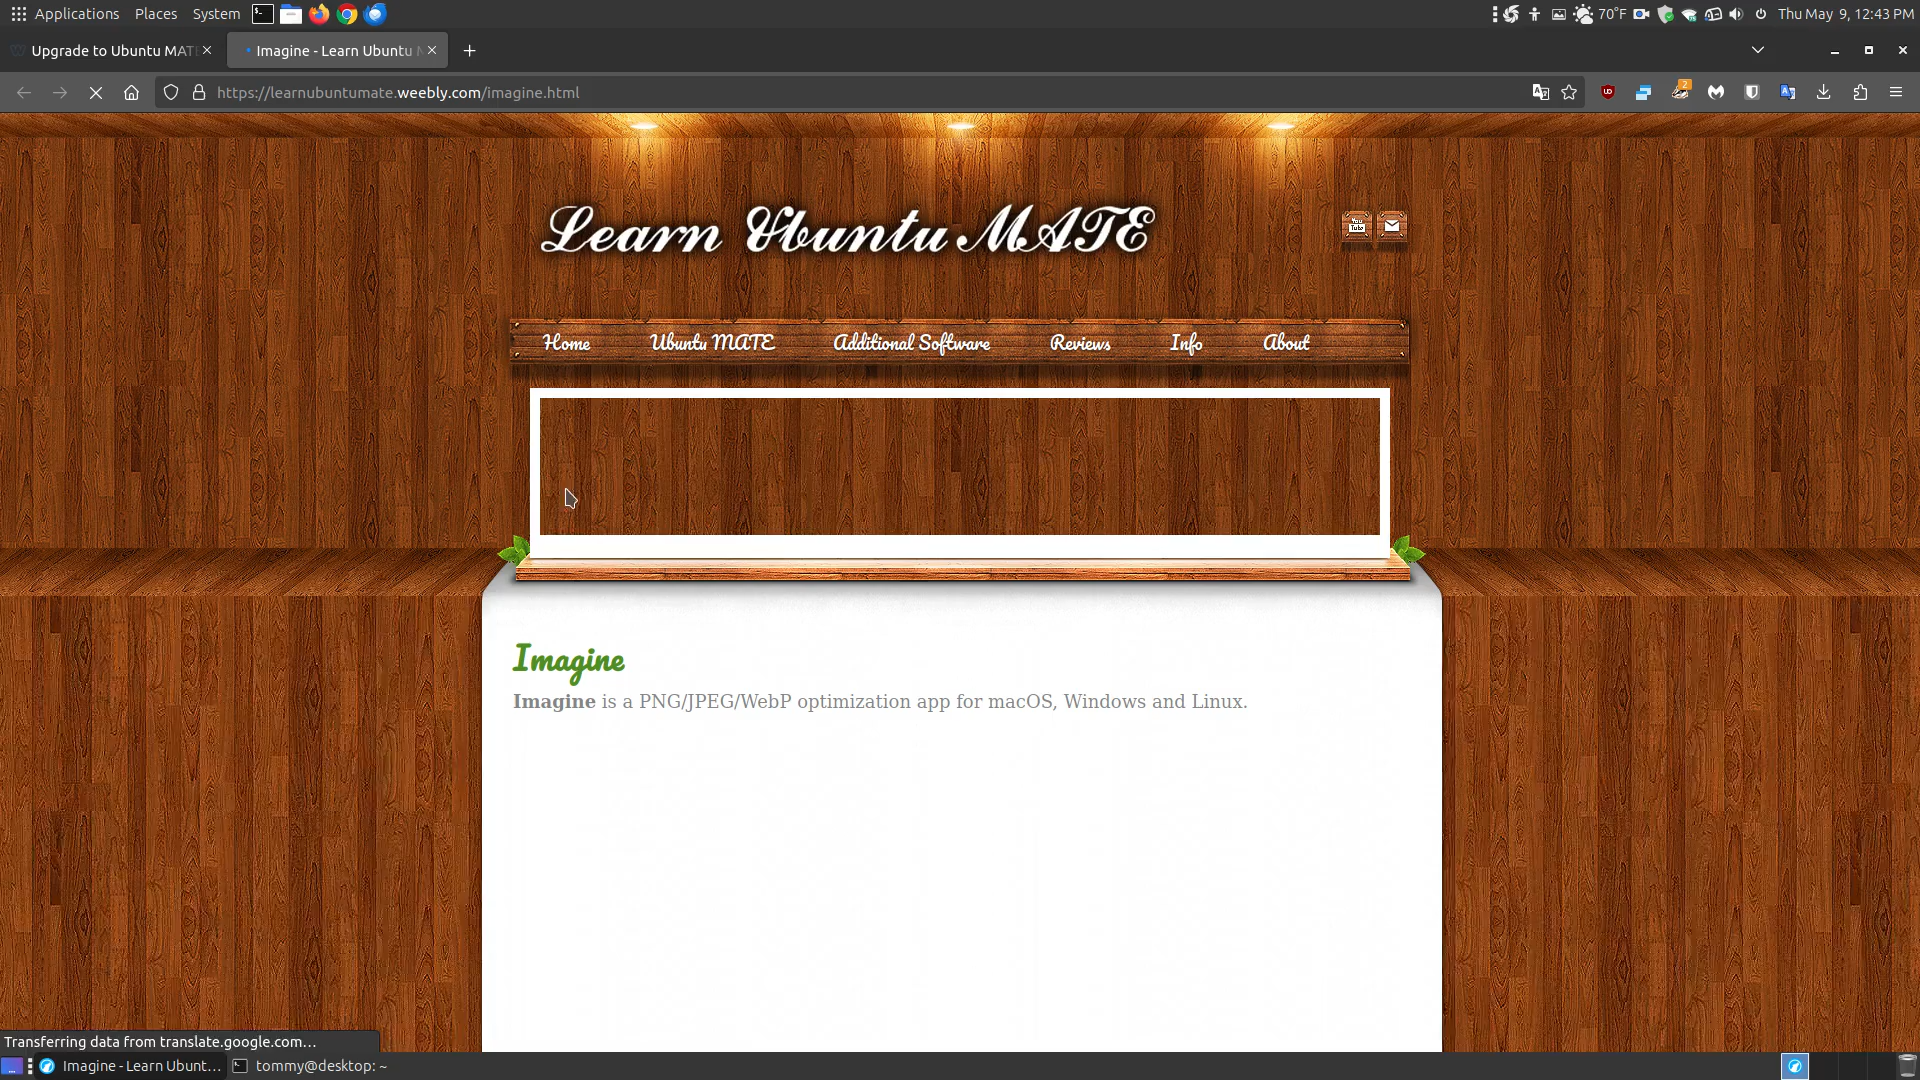 Applications Places System 70°F Thu May 9, 12:43 PM
Upgrade to Ubuntu MAT Imagine - Learn Ubuntu
https://learnubuntumate.weebly.com/imagine.html 2
Learn Ubuntu MATE
You Tube
Home Ubuntu MATE Additional Software Reviews Info About
Imagine
Imagine is a PNG/JPEG/WebP optimization app for macOS, Windows and Linux.
Transferring data from translate.google.com…
Imagine - Learn Ubunt… tommy@desktop: ~